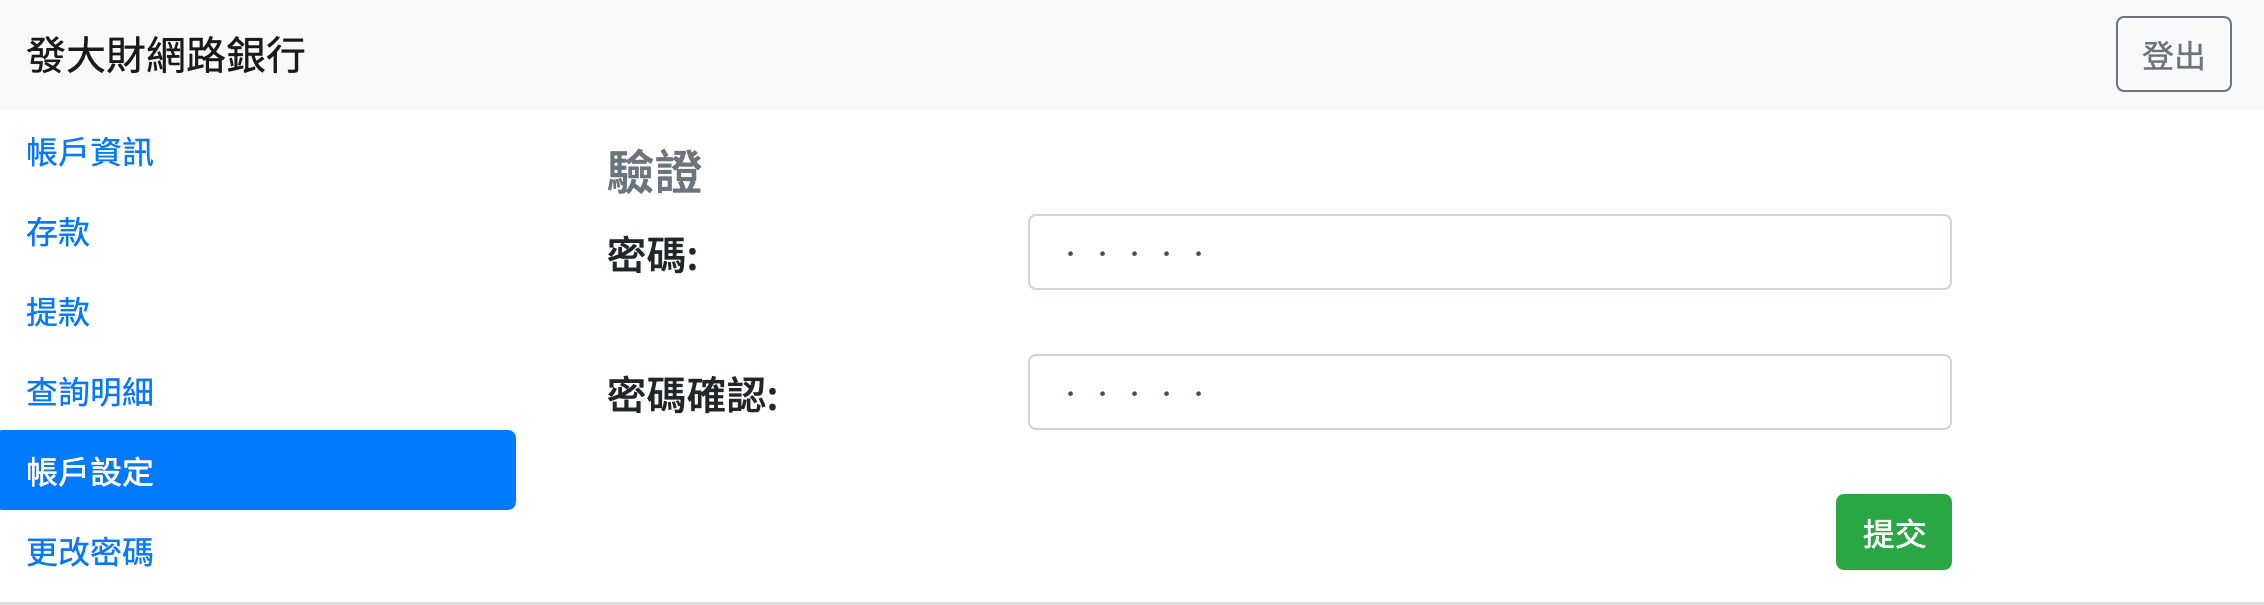 發大財網路銀行
登出
帳戶資訊
存款
提款
查詢明細
帳戶設定
更改密碼
驗證
密碼:
·····
密碼確認:
·····
提交